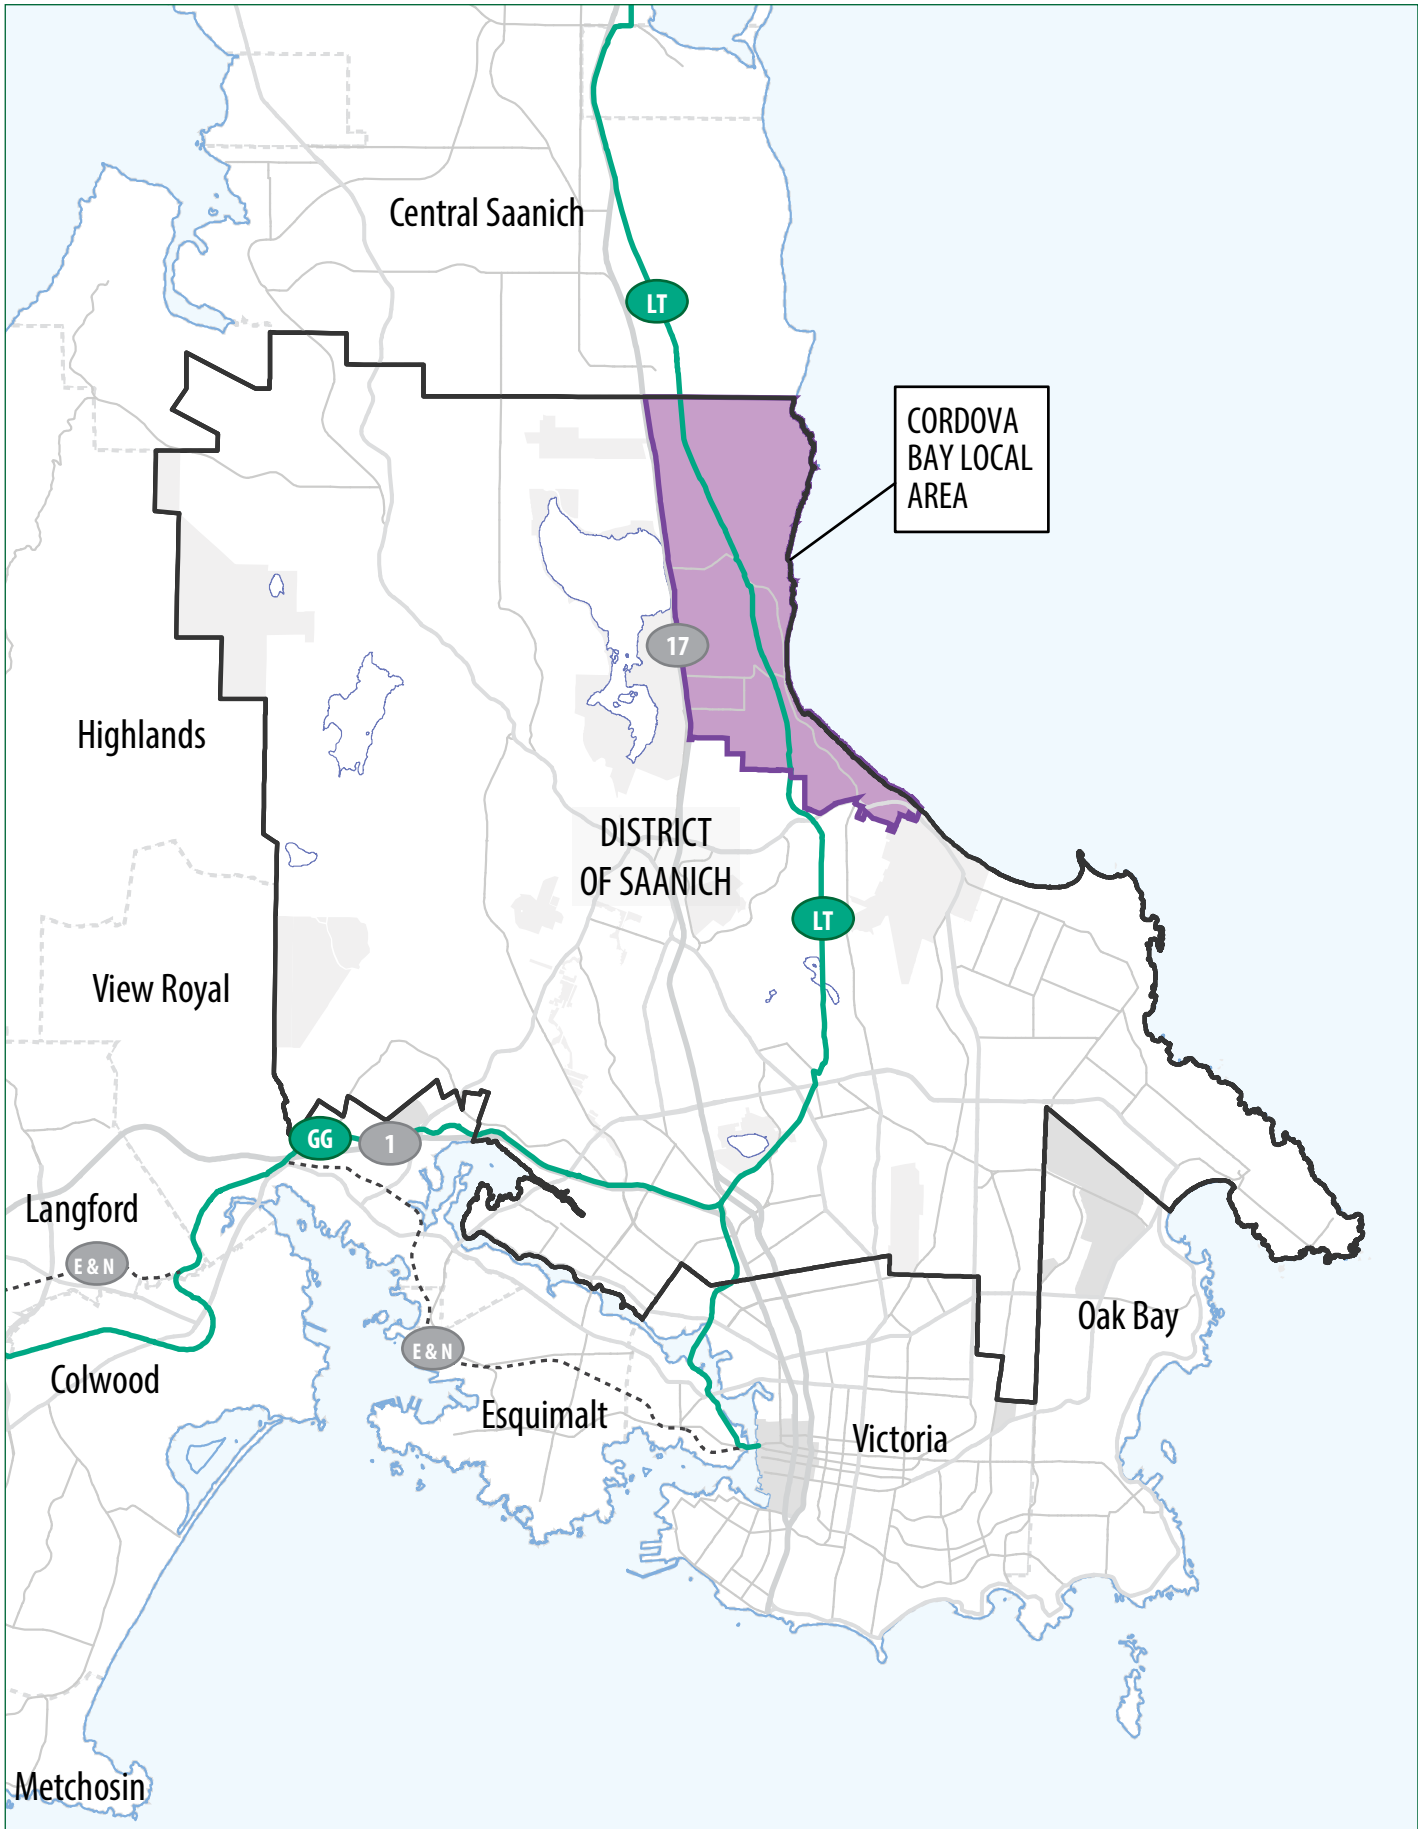 Central Saanich
LT
CORDOVA
BAY LOCAL
AREA
17
Highlands
DISTRICT
OF SAANICH
LT
View Royal
GG
1
Langford
E & N
Oak Bay
E & N
Colwood
Esquimalt
Victoria
Metchosin